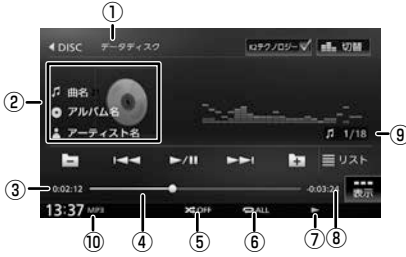 ①
DISC データディスク K2テクノロジー 切替
②
曲名
アルバム名
アーティスト名
1/18 ⑨
リスト
③ 0:02:12 -0:03:24 表示
13:37 MP3 OFF ALL
⑩ ④ ⑤ ⑥ ⑦ ⑧